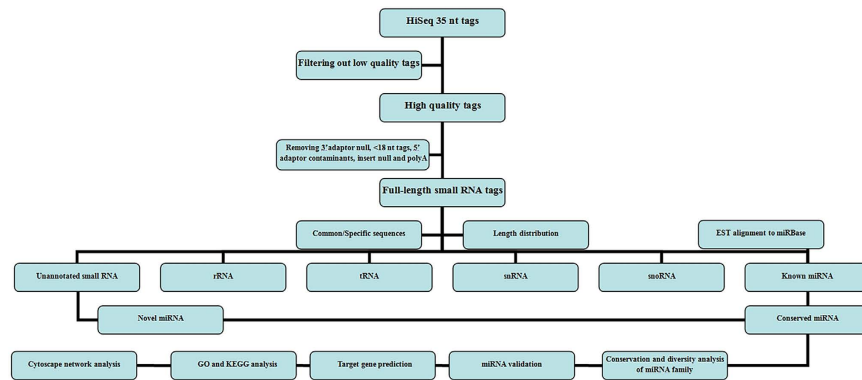 HiSeq 35 nt tags
Filtering out low quality tags
High quality tags
Removing 3'adaptor null, <18 nt tags, 5'
adaptor contaminants, insert null and polyA
Full-length small RNA tags
Common/Specific sequences
Length distribution
EST alignment to miRBase
Unannotated small RNA
rRNA
tRNA
snRNA
snoRNA
Known miRNA
Novel miRNA
Conserved miRNA
Cytoscape network analysis
GO and KEGG analysis
Target gene prediction
miRNA validation
Conservation and diversity analysis
of miRNA family